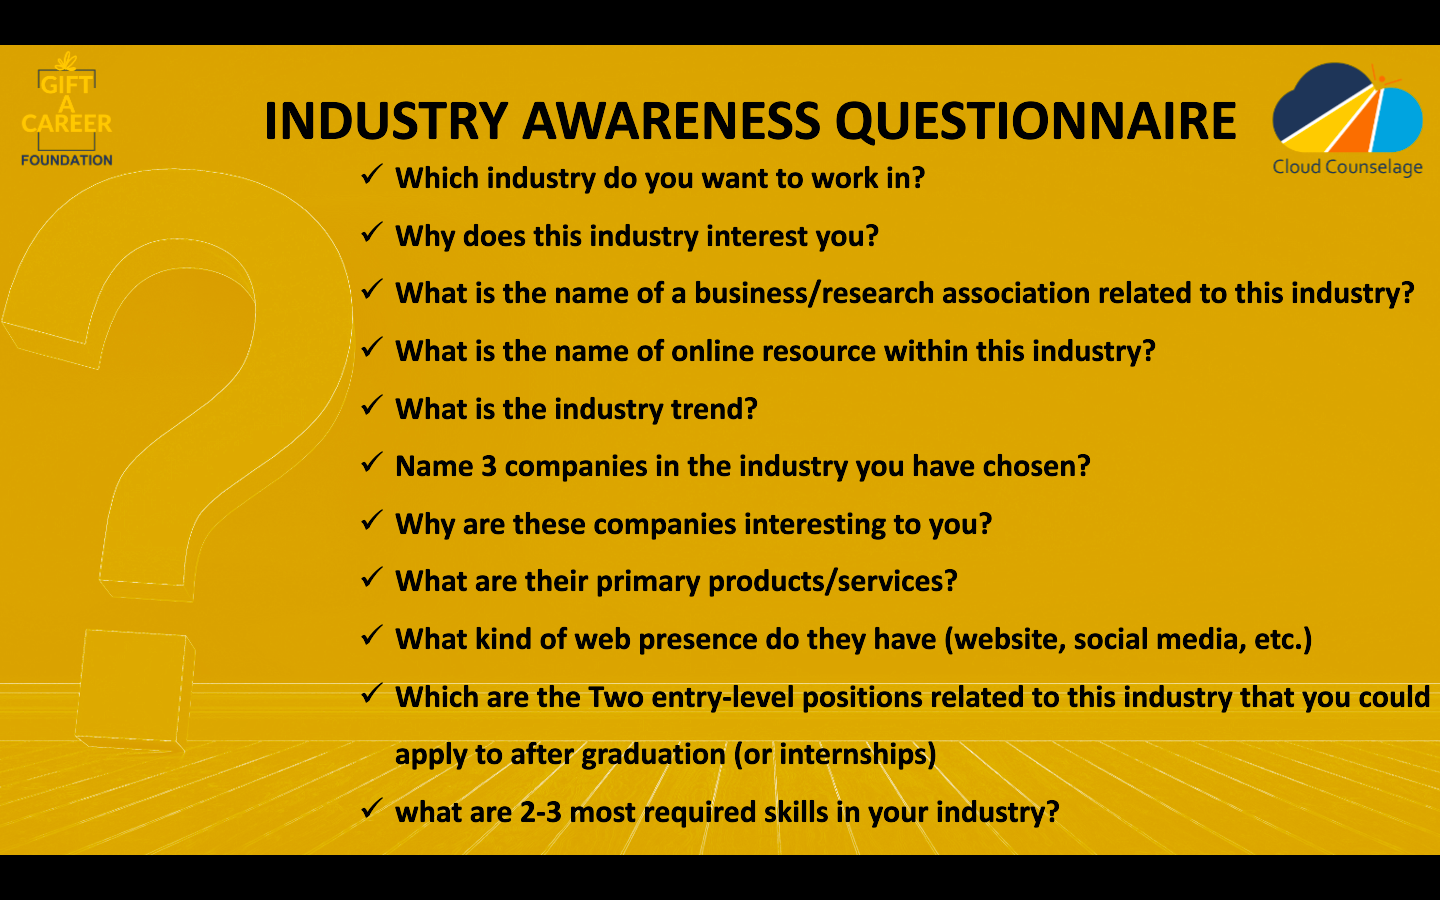 GIFT
A
CAREER
FOUNDATION
INDUSTRY AWARENESS QUESTIONNAIRE
Cloud Counselage
✓ Which industry do you want to work in?
✓ Why does this industry interest you?
✓ What is the name of a business/research association related to this industry?
✓ What is the name of online resource within this industry?
✓ What is the industry trend?
✓ Name 3 companies in the industry you have chosen?
✓ Why are these companies interesting to you?
✓ What are their primary products/services?
✓ What kind of web presence do they have (website, social media, etc.)
✓ Which are the Two entry-level positions related to this industry that you could
apply to after graduation (or internships)
✓ what are 2-3 most required skills in your industry?